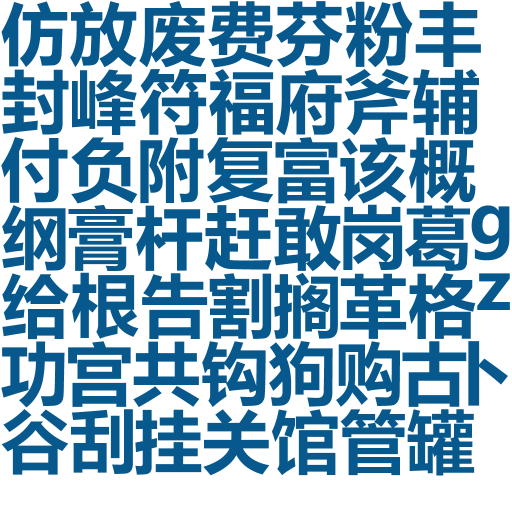 仿放废费芬粉丰
封峰符福府斧辅
付负附复富该概
纲膏杆赶敢岗葛g
给根告割搁革格z
功宫共钩狗购古卜
谷刮挂关馆管罐